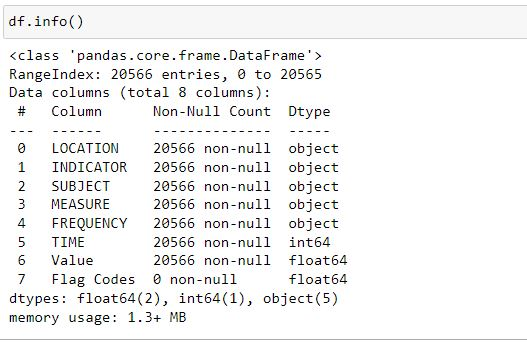 df.info()
<class 'pandas.core.frame.DataFrame'>
RangeIndex: 20566 entries, 0 to 20565
Data columns (total 8 columns):
 #   Column      Non-Null Count  Dtype
---  ------      --------------  -----
 0   LOCATION    20566 non-null  object
 1   INDICATOR   20566 non-null  object
 2   SUBJECT     20566 non-null  object
 3   MEASURE     20566 non-null  object
 4   FREQUENCY   20566 non-null  object
 5   TIME        20566 non-null  int64
 6   Value       20566 non-null  float64
 7   Flag Codes  0 non-null      float64
dtypes: float64(2), int64(1), object(5)
memory usage: 1.3+ MB